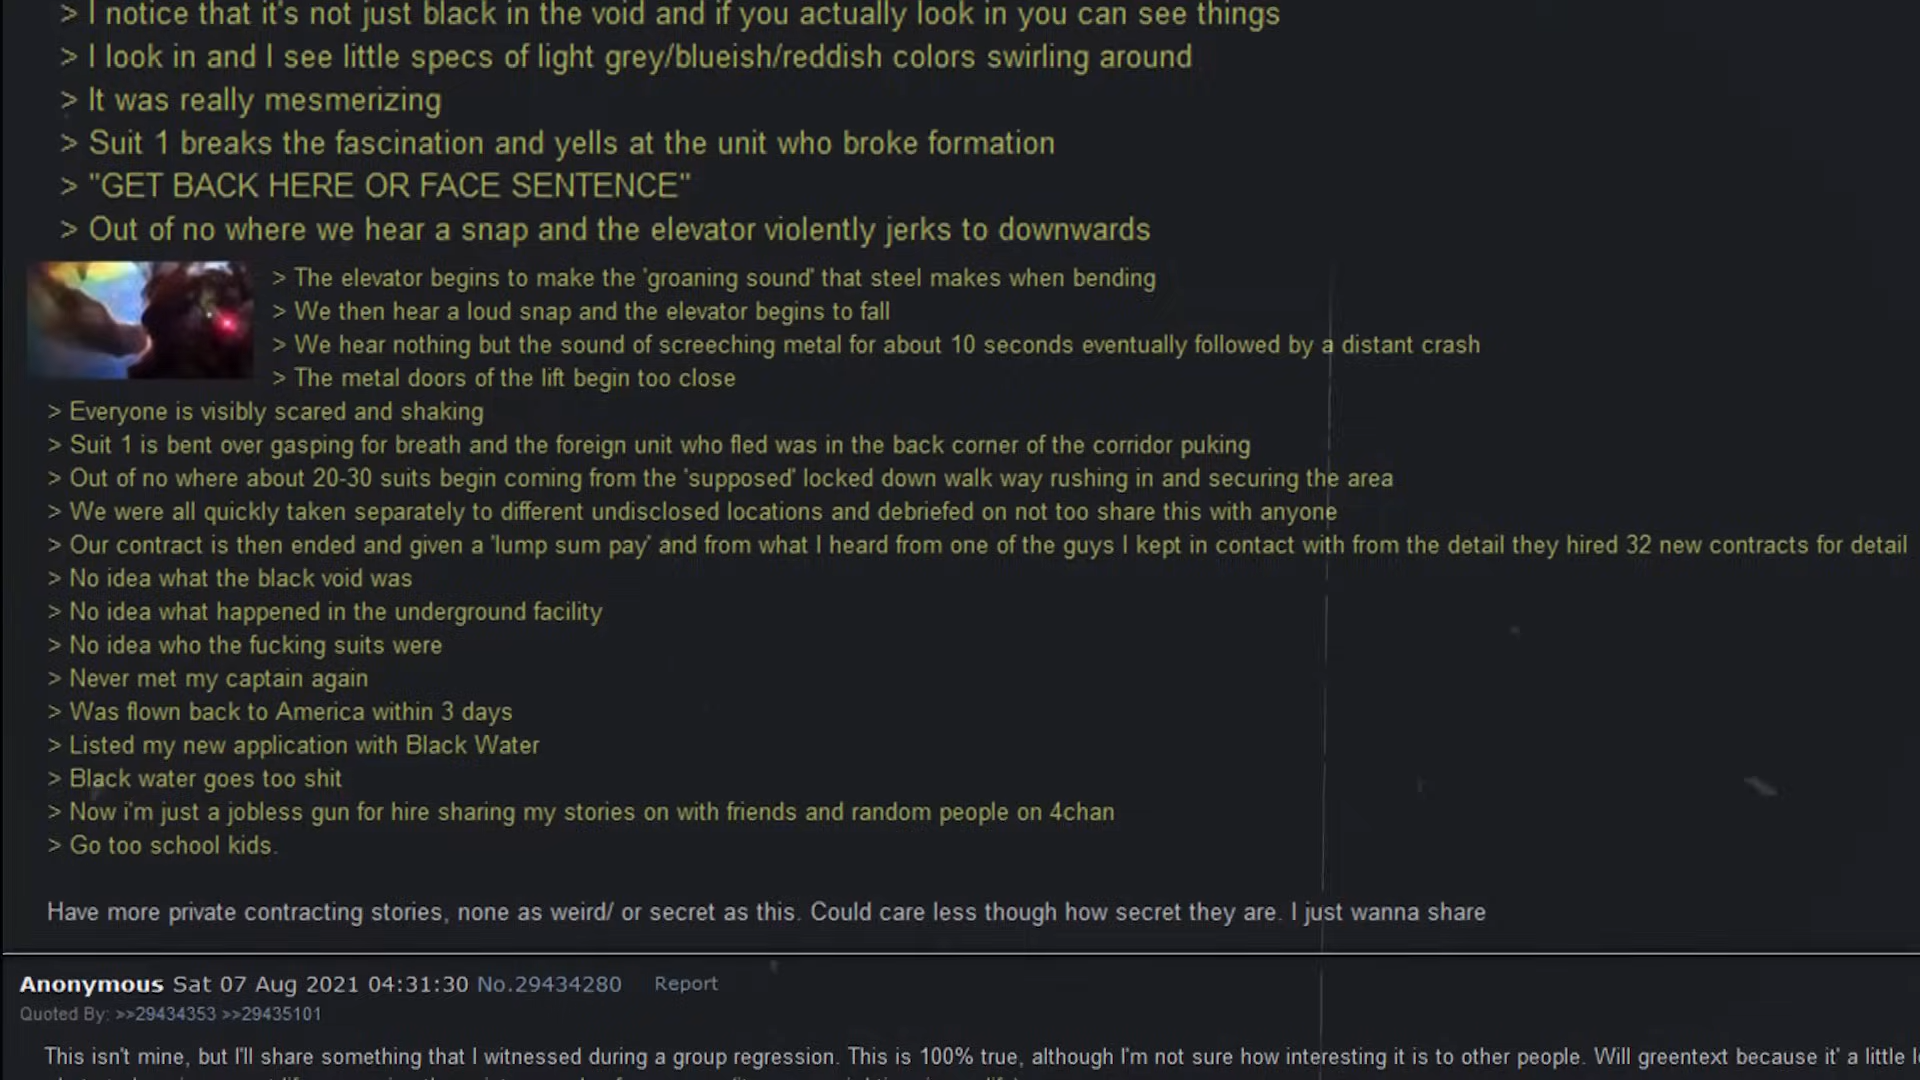 > I notice that it's not just black in the void and if you actually look in you can see things
> I look in and I see little specs of light grey/blueish/reddish colors swirling around
> It was really mesmerizing
> Suit 1 breaks the fascination and yells at the unit who broke formation
> "GET BACK HERE OR FACE SENTENCE"
> Out of no where we hear a snap and the elevator violently jerks to downwards
> The elevator begins to make the 'groaning sound' that steel makes when bending
> We then hear a loud snap and the elevator begins to fall
> We hear nothing but the sound of screeching metal for about 10 seconds eventually followed by a distant crash
> The metal doors of the lift begin too close
> Everyone is visibly scared and shaking
> Suit 1 is bent over gasping for breath and the foreign unit who fled was in the back corner of the corridor puking
> Out of no where about 20-30 suits begin coming from the 'supposed' locked down walk way rushing in and securing the area
> We were all quickly taken separately to different undisclosed locations and debriefed on not too share this with anyone
> Our contract is then ended and given a 'lump sum pay' and from what I heard from one of the guys I kept in contact with from the detail they hired 32 new contracts for detail
> No idea what the black void was
> No idea what happened in the underground facility
> No idea who the fucking suits were
> Never met my captain again
> Was flown back to America within 3 days
> Listed my new application with Black Water
> Black water goes too shit
> Now i'm just a jobless gun for hire sharing my stories on with friends and random people on 4chan
> Go too school kids.
Have more private contracting stories, none as weird/ or secret as this. Could care less though how secret they are. I just wanna share
Anonymous Sat 07 Aug 2021 04:31:30 No.29434280 Report
Quoted By: >>29434353 >>29435101
This isn't mine, but I'll share something that I witnessed during a group regression. This is 100% true, although I'm not sure how interesting it is to other people. Will greentext because it' a little